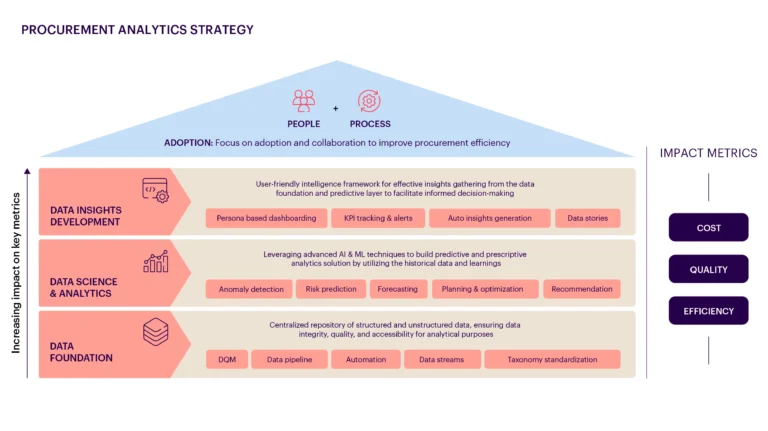 PROCUREMENT ANALYTICS STRATEGY
PEOPLE
+
PROCESS
ADOPTION: Focus on adoption and collaboration to improve procurement efficiency
Increasing impact on key metrics
DATA INSIGHTS
DEVELOPMENT
User-friendly intelligence framework for effective insights gathering from the data
foundation and predictive layer to facilitate informed decision-making
Persona based dashboarding
KPI tracking & alerts
Auto insights generation
Data stories
DATA SCIENCE
& ANALYTICS
Leveraging advanced AI & ML techniques to build predictive and prescriptive
analytics solution by utilizing the historical data and learnings
Anomaly detection
Risk prediction
Forecasting
Planning & optimization
Recommendation
DATA
FOUNDATION
Centralized repository of structured and unstructured data, ensuring data
integrity, quality, and accessibility for analytical purposes
DQM
Data pipeline
Automation
Data streams
Taxonomy standardization
IMPACT METRICS
COST
QUALITY
EFFICIENCY